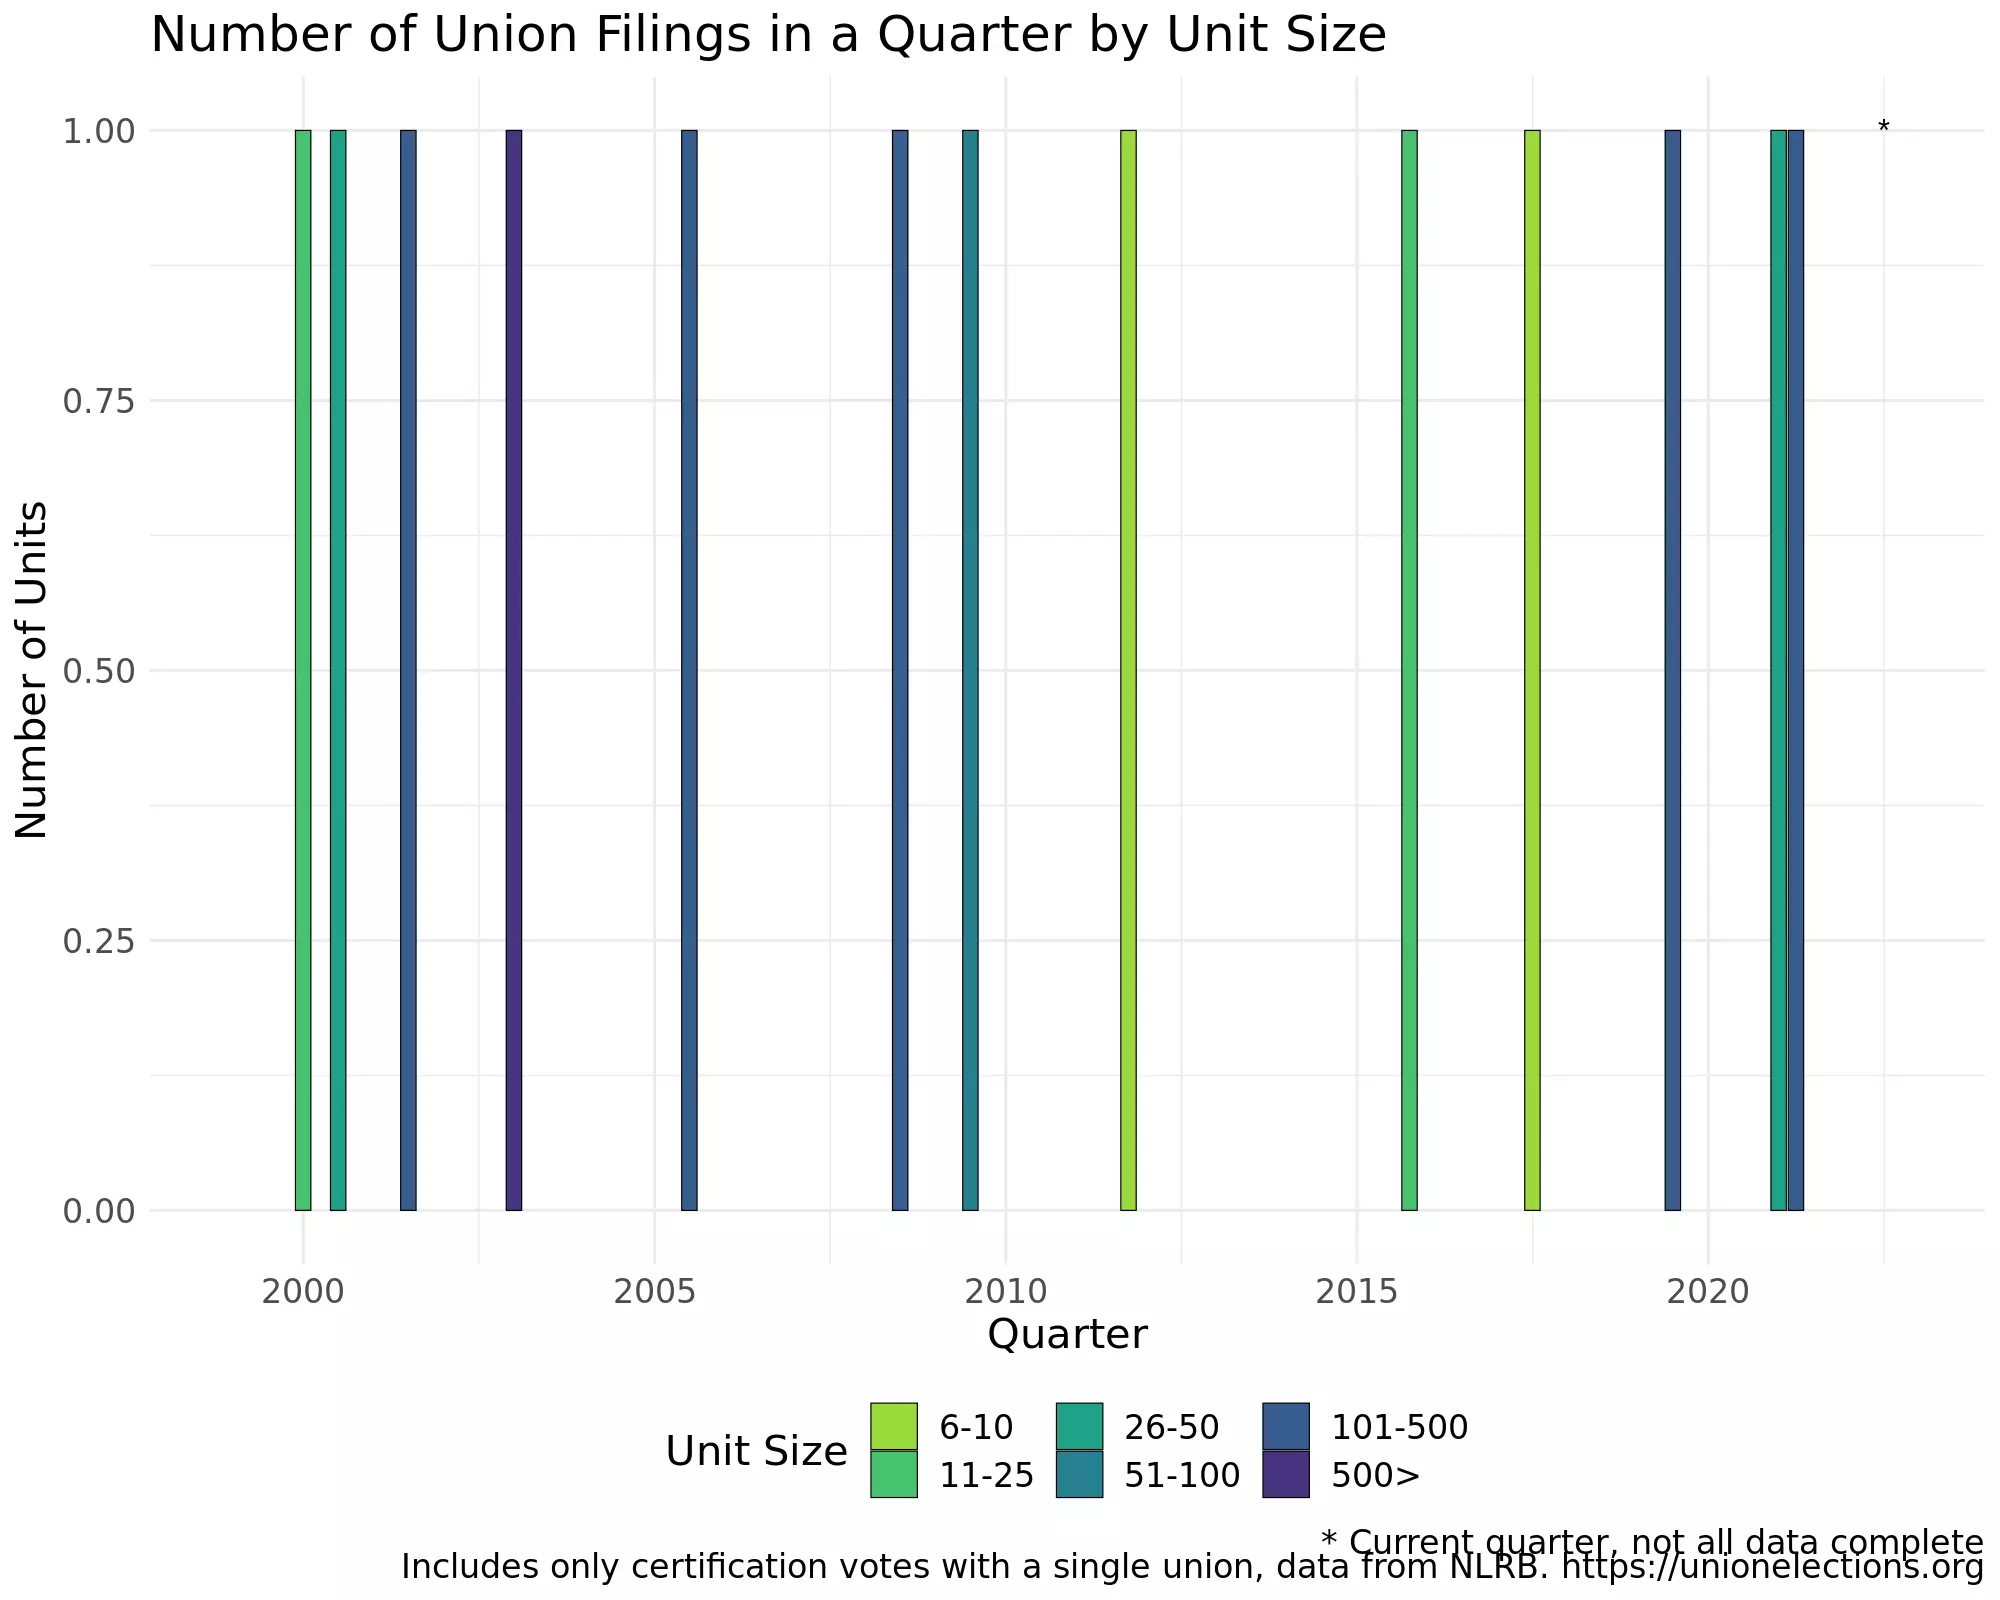 Number of Union Filings in a Quarter by Unit Size
Number of Units
1.00
0.75
0.50
0.25
0.00
*
2000 2005 2010 2015 2020
Quarter
Unit Size
6-10 26-50 101-500
11-25 51-100 500>
* Current quarter, not all data complete
Includes only certification votes with a single union, data from NLRB. https://unionelections.org